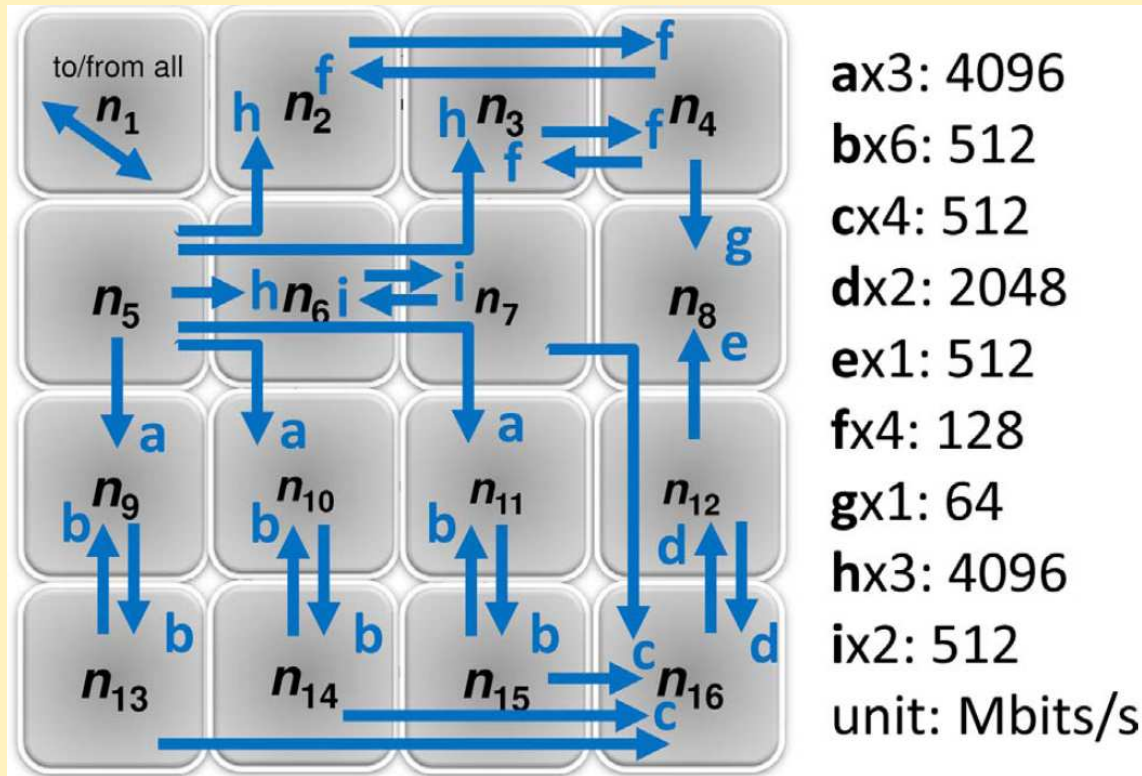 to/from all
n1
f
n2
h
f
n3
h
f
f
n4
g
n5
h
n6
i
i
n7
n8
e
a
a
a
n9
b
n10
b
n11
b
n12
d
b
b
b
c
d
n13
n14
n15
c
n16
ax3: 4096
bx6: 512
cx4: 512
dx2: 2048
ex1: 512
fx4: 128
gx1: 64
hx3: 4096
ix2: 512
unit: Mbits/s